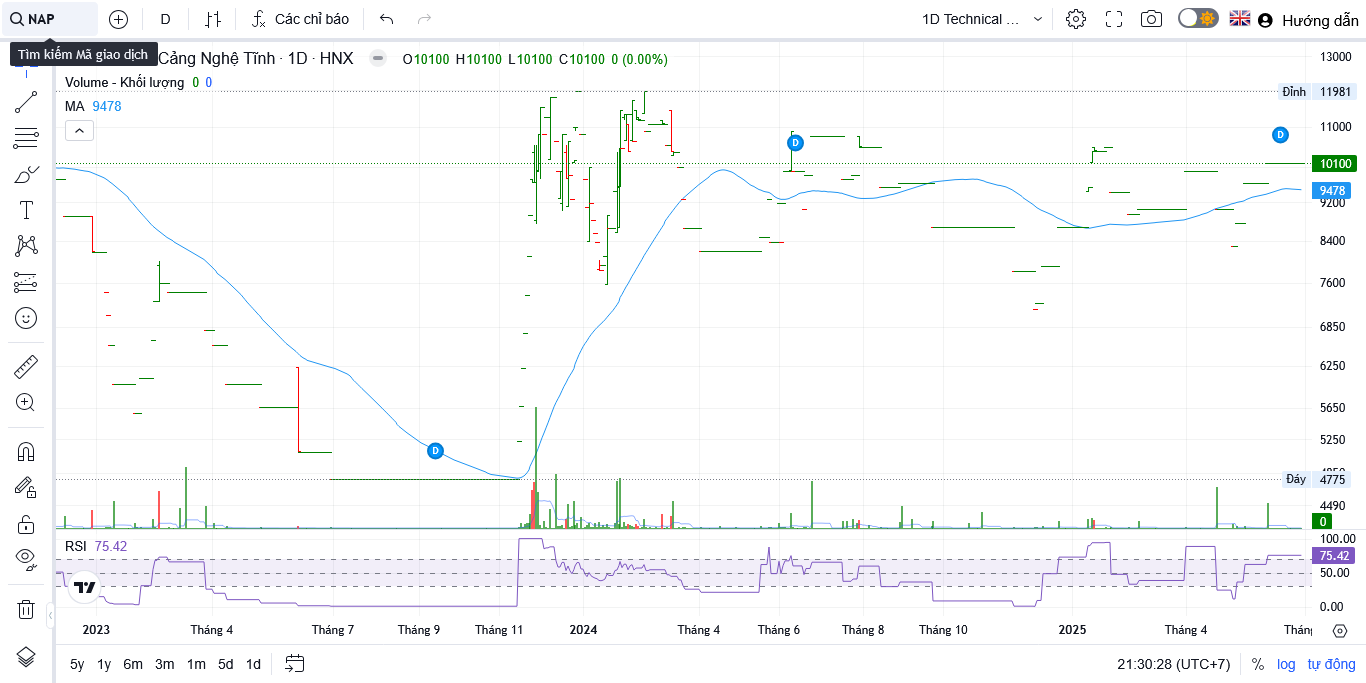 NAP
D
Các chỉ báo
1D Technical ...
Hướng dẫn
Tìm kiếm Mã giao dịch
Cảng Nghệ Tĩnh · 1D · HNX
O10100 H10100 L10100 C10100 0 (0.00%)
Volume - Khối lượng 0 0
MA 9478
13000
Đỉnh 11981
11000
D
D
10100
9478
9200
8400
7600
6850
6250
5650
5250
D
4850
Đáy 4775
4490
0
RSI 75.42
100.00
75.42
50.00
0.00
2023 Tháng 4 Tháng 7 Tháng 9 Tháng 11 2024 Tháng 4 Tháng 6 Tháng 8 Tháng 10 2025 Tháng 4 Thán
5y 1y 6m 3m 1m 5d 1d
21:30:28 (UTC+7) % log tự động